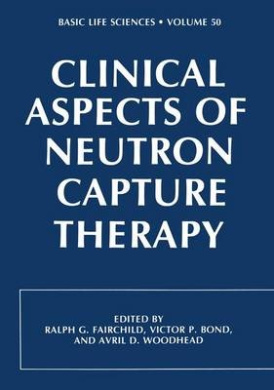 BASIC LIFE SCIENCES • VOLUME 50
CLINICAL
ASPECTS OF
NEUTRON
CAPTURE
THERAPY
EDITED BY
RALPH G. FAIRCHILD, VICTOR P. BOND,
AND AVRIL D. WOODHEAD